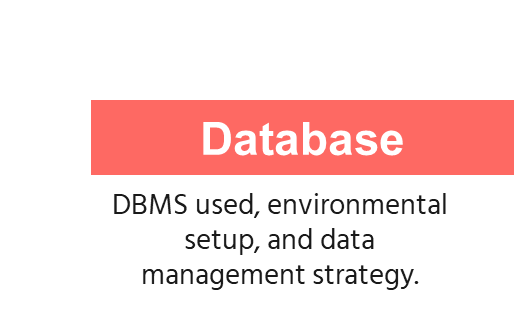 Database
DBMS used, environmental
setup, and data
management strategy.